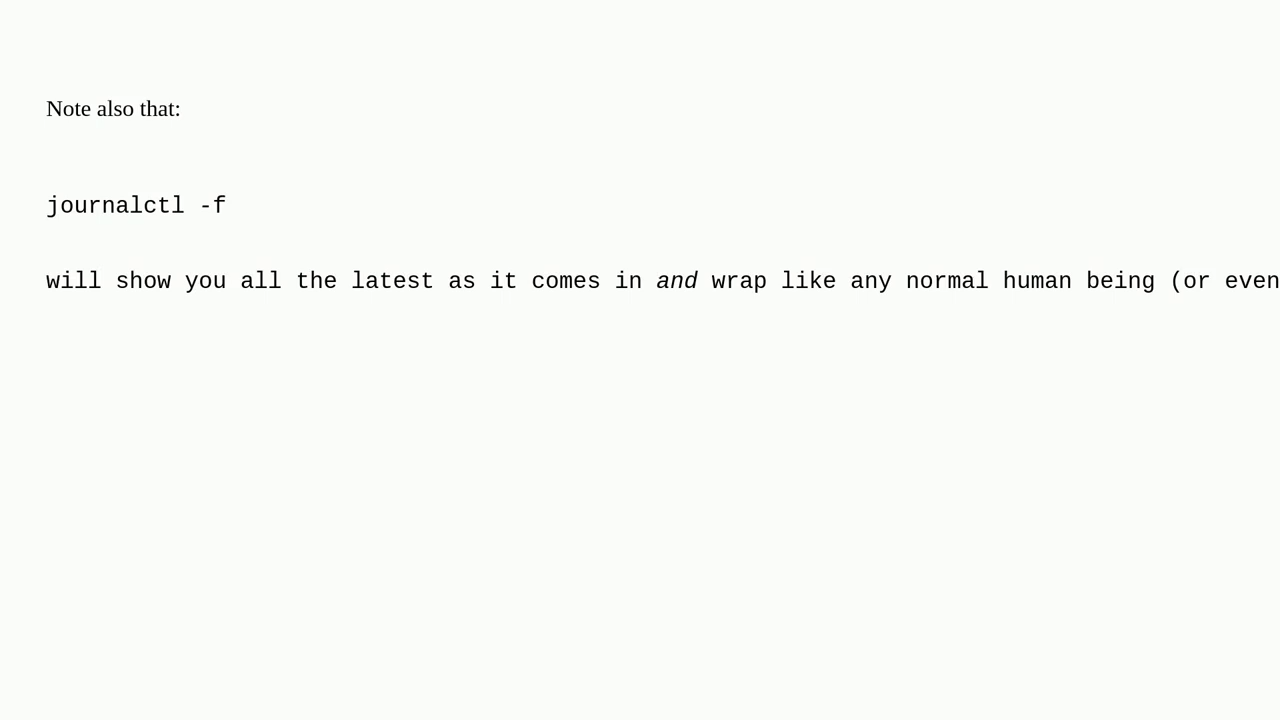 Note also that:
journalctl -f
will show you all the latest as it comes in and wrap like any normal human being (or even